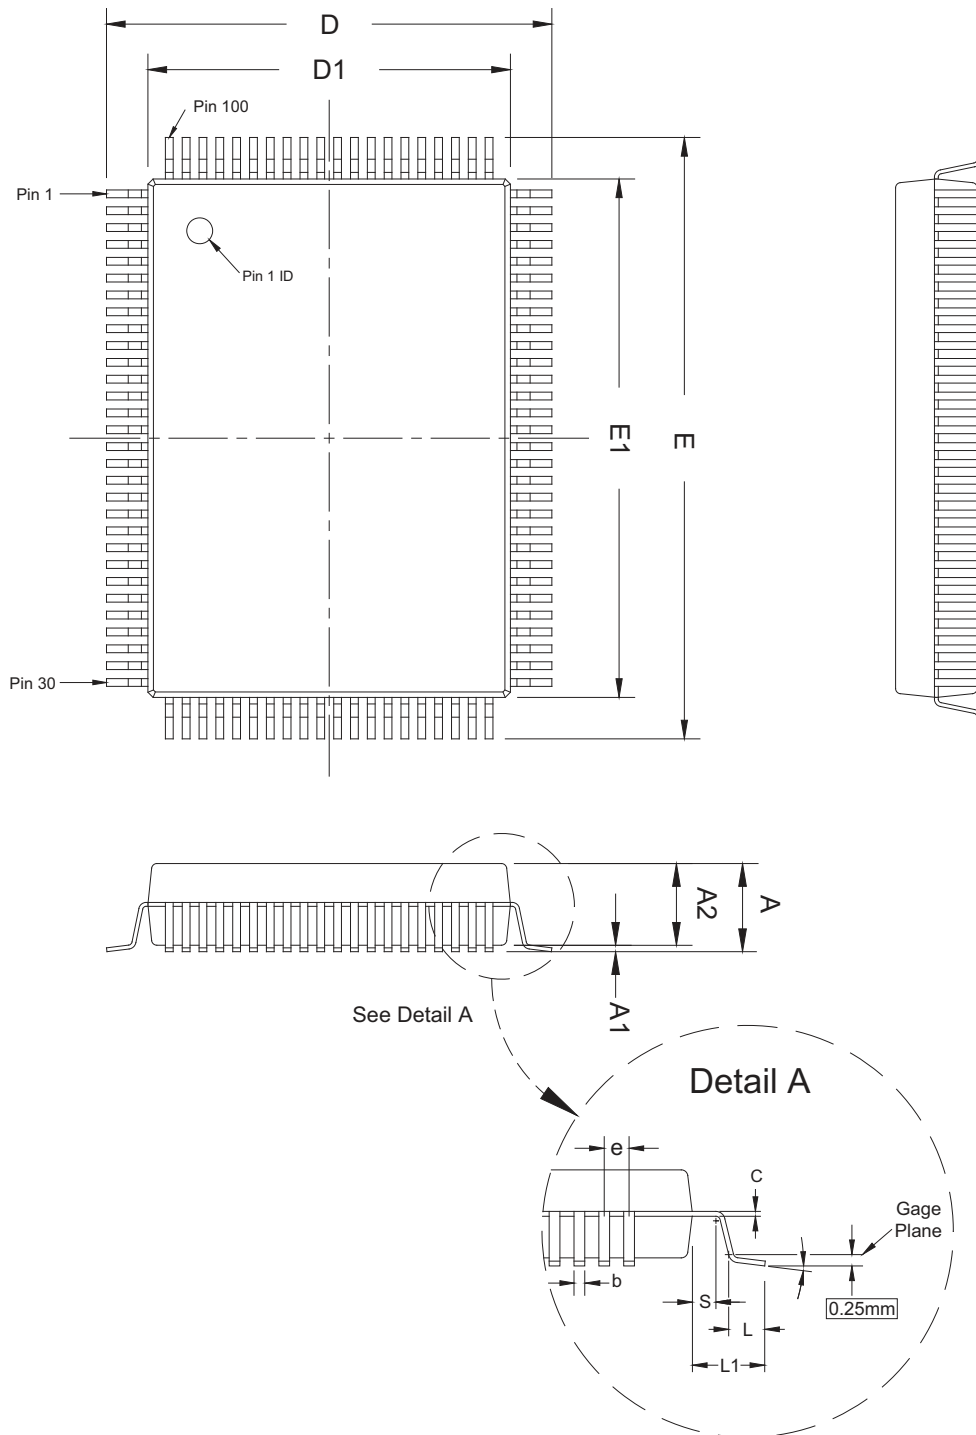 D
D1
Pin 100
Pin 1
Pin 1 ID
E1
E
Pin 30
A2
A
A1
See Detail A
Detail A
e
C
Gage
Plane
b
S
0.25mm
L
L1